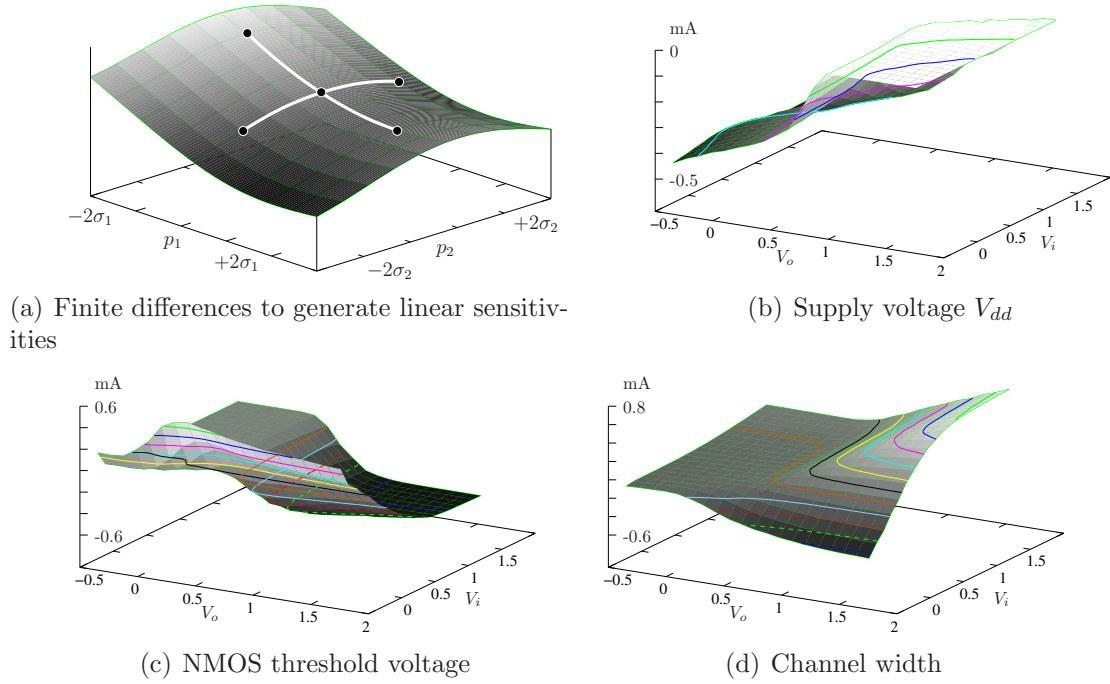 −2σ₁
p₁
+2σ₁
−2σ₂
p₂
+2σ₂
(a) Finite differences to generate linear sensitiv-
ities
mA
0
-0.5
−0.5
0
0.5
1
1.5
2
Vₒ
0
0.5
1
1.5
Vᵢ
(b) Supply voltage V_dd
mA
0.6
-0.6
−0.5
0
0.5
1
1.5
2
Vₒ
0
0.5
1
1.5
Vᵢ
(c) NMOS threshold voltage
mA
0.8
-0.6
−0.5
0
0.5
1
1.5
2
Vₒ
0
0.5
1
1.5
Vᵢ
(d) Channel width